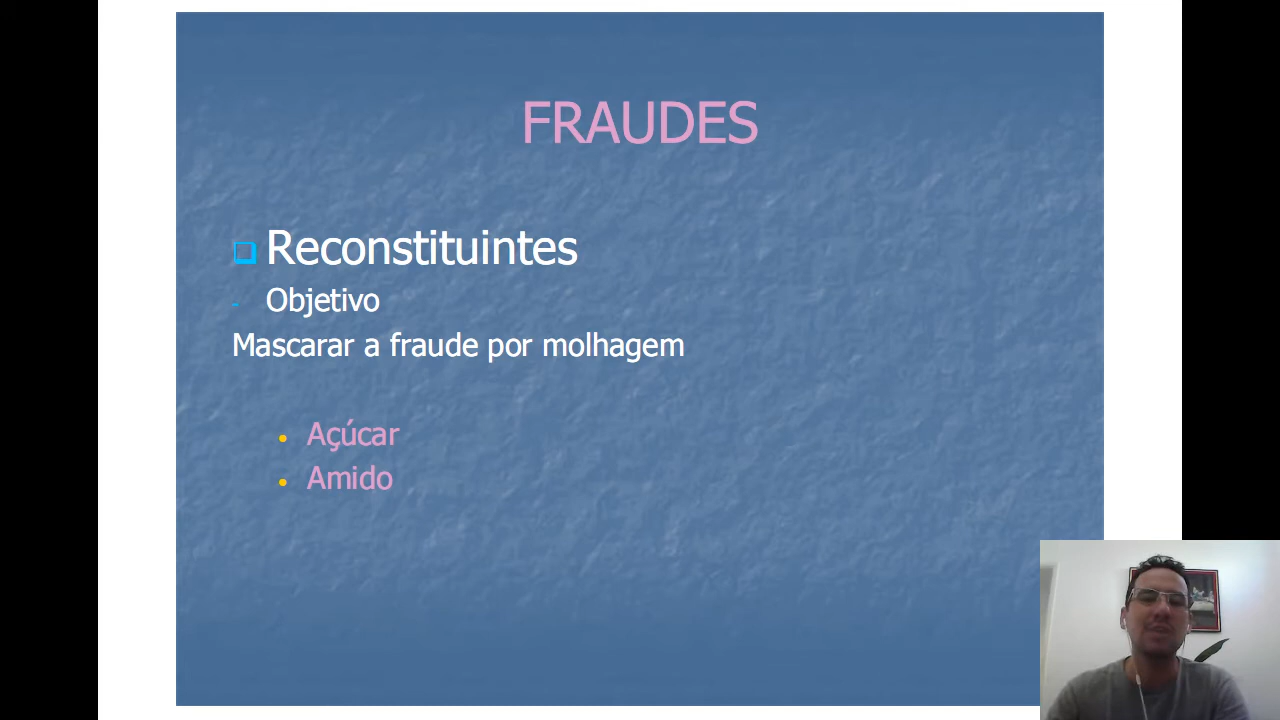 FRAUDES
Reconstituintes
- Objetivo
Mascarar a fraude por molhagem
• Açúcar
• Amido